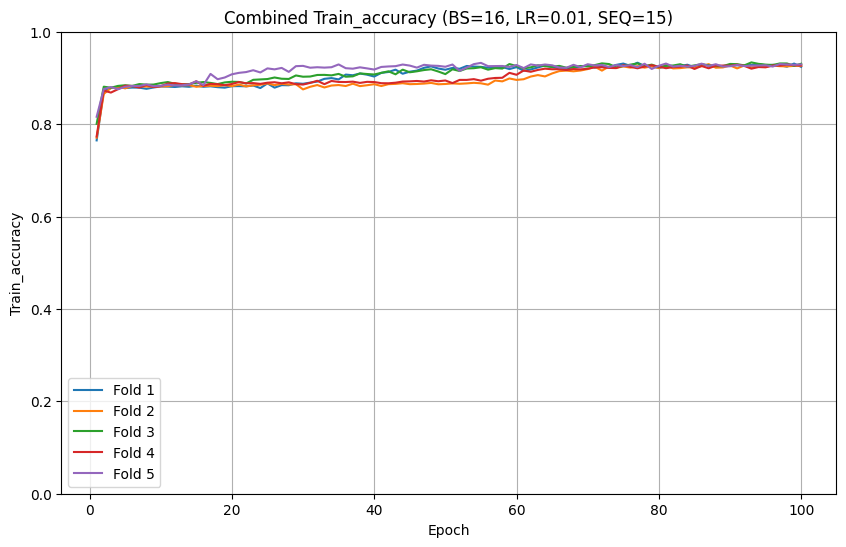 Combined Train_accuracy (BS=16, LR=0.01, SEQ=15)
1.0
0.8
0.6
0.4
0.2
0.0
Train_accuracy
Fold 1
Fold 2
Fold 3
Fold 4
Fold 5
0 20 40 60 80 100
Epoch